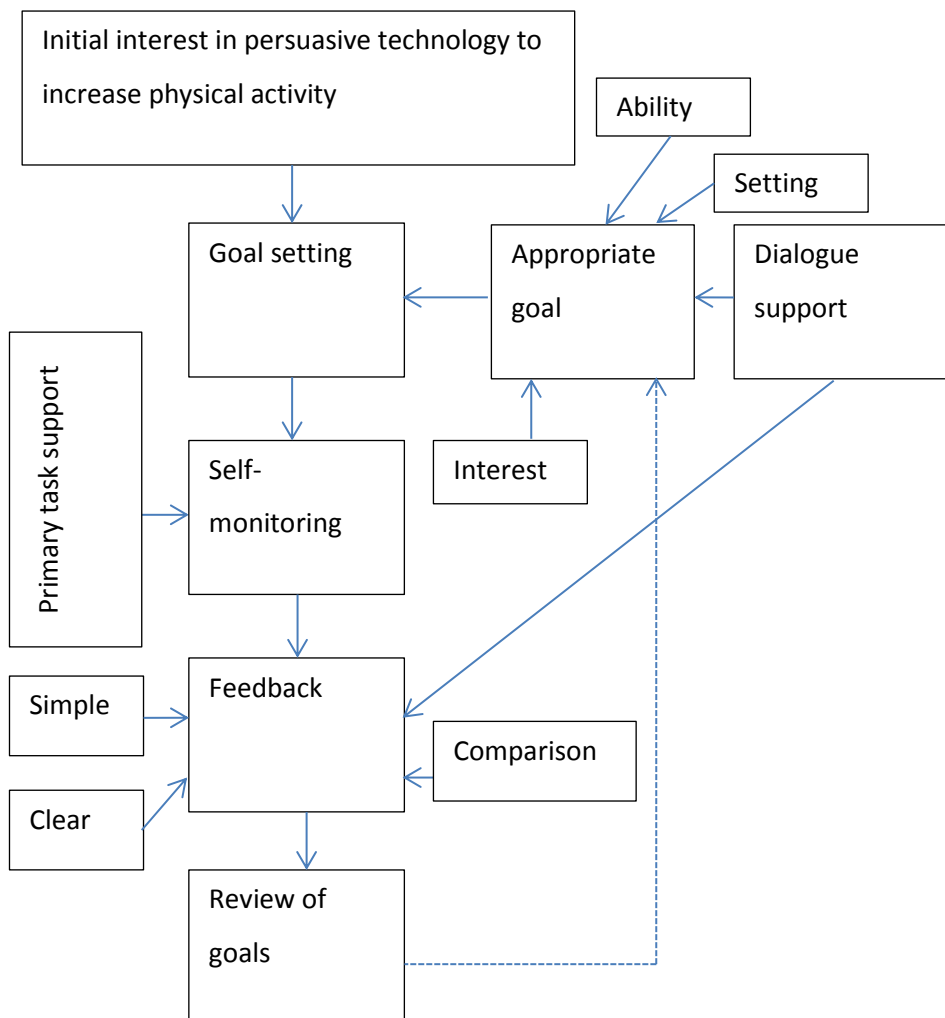 Initial interest in persuasive technology to
increase physical activity
Ability
Setting
Goal setting
Appropriate
goal
Dialogue
support
Primary task support
Self-
monitoring
Interest
Feedback
Simple
Comparison
Clear
Review of
goals